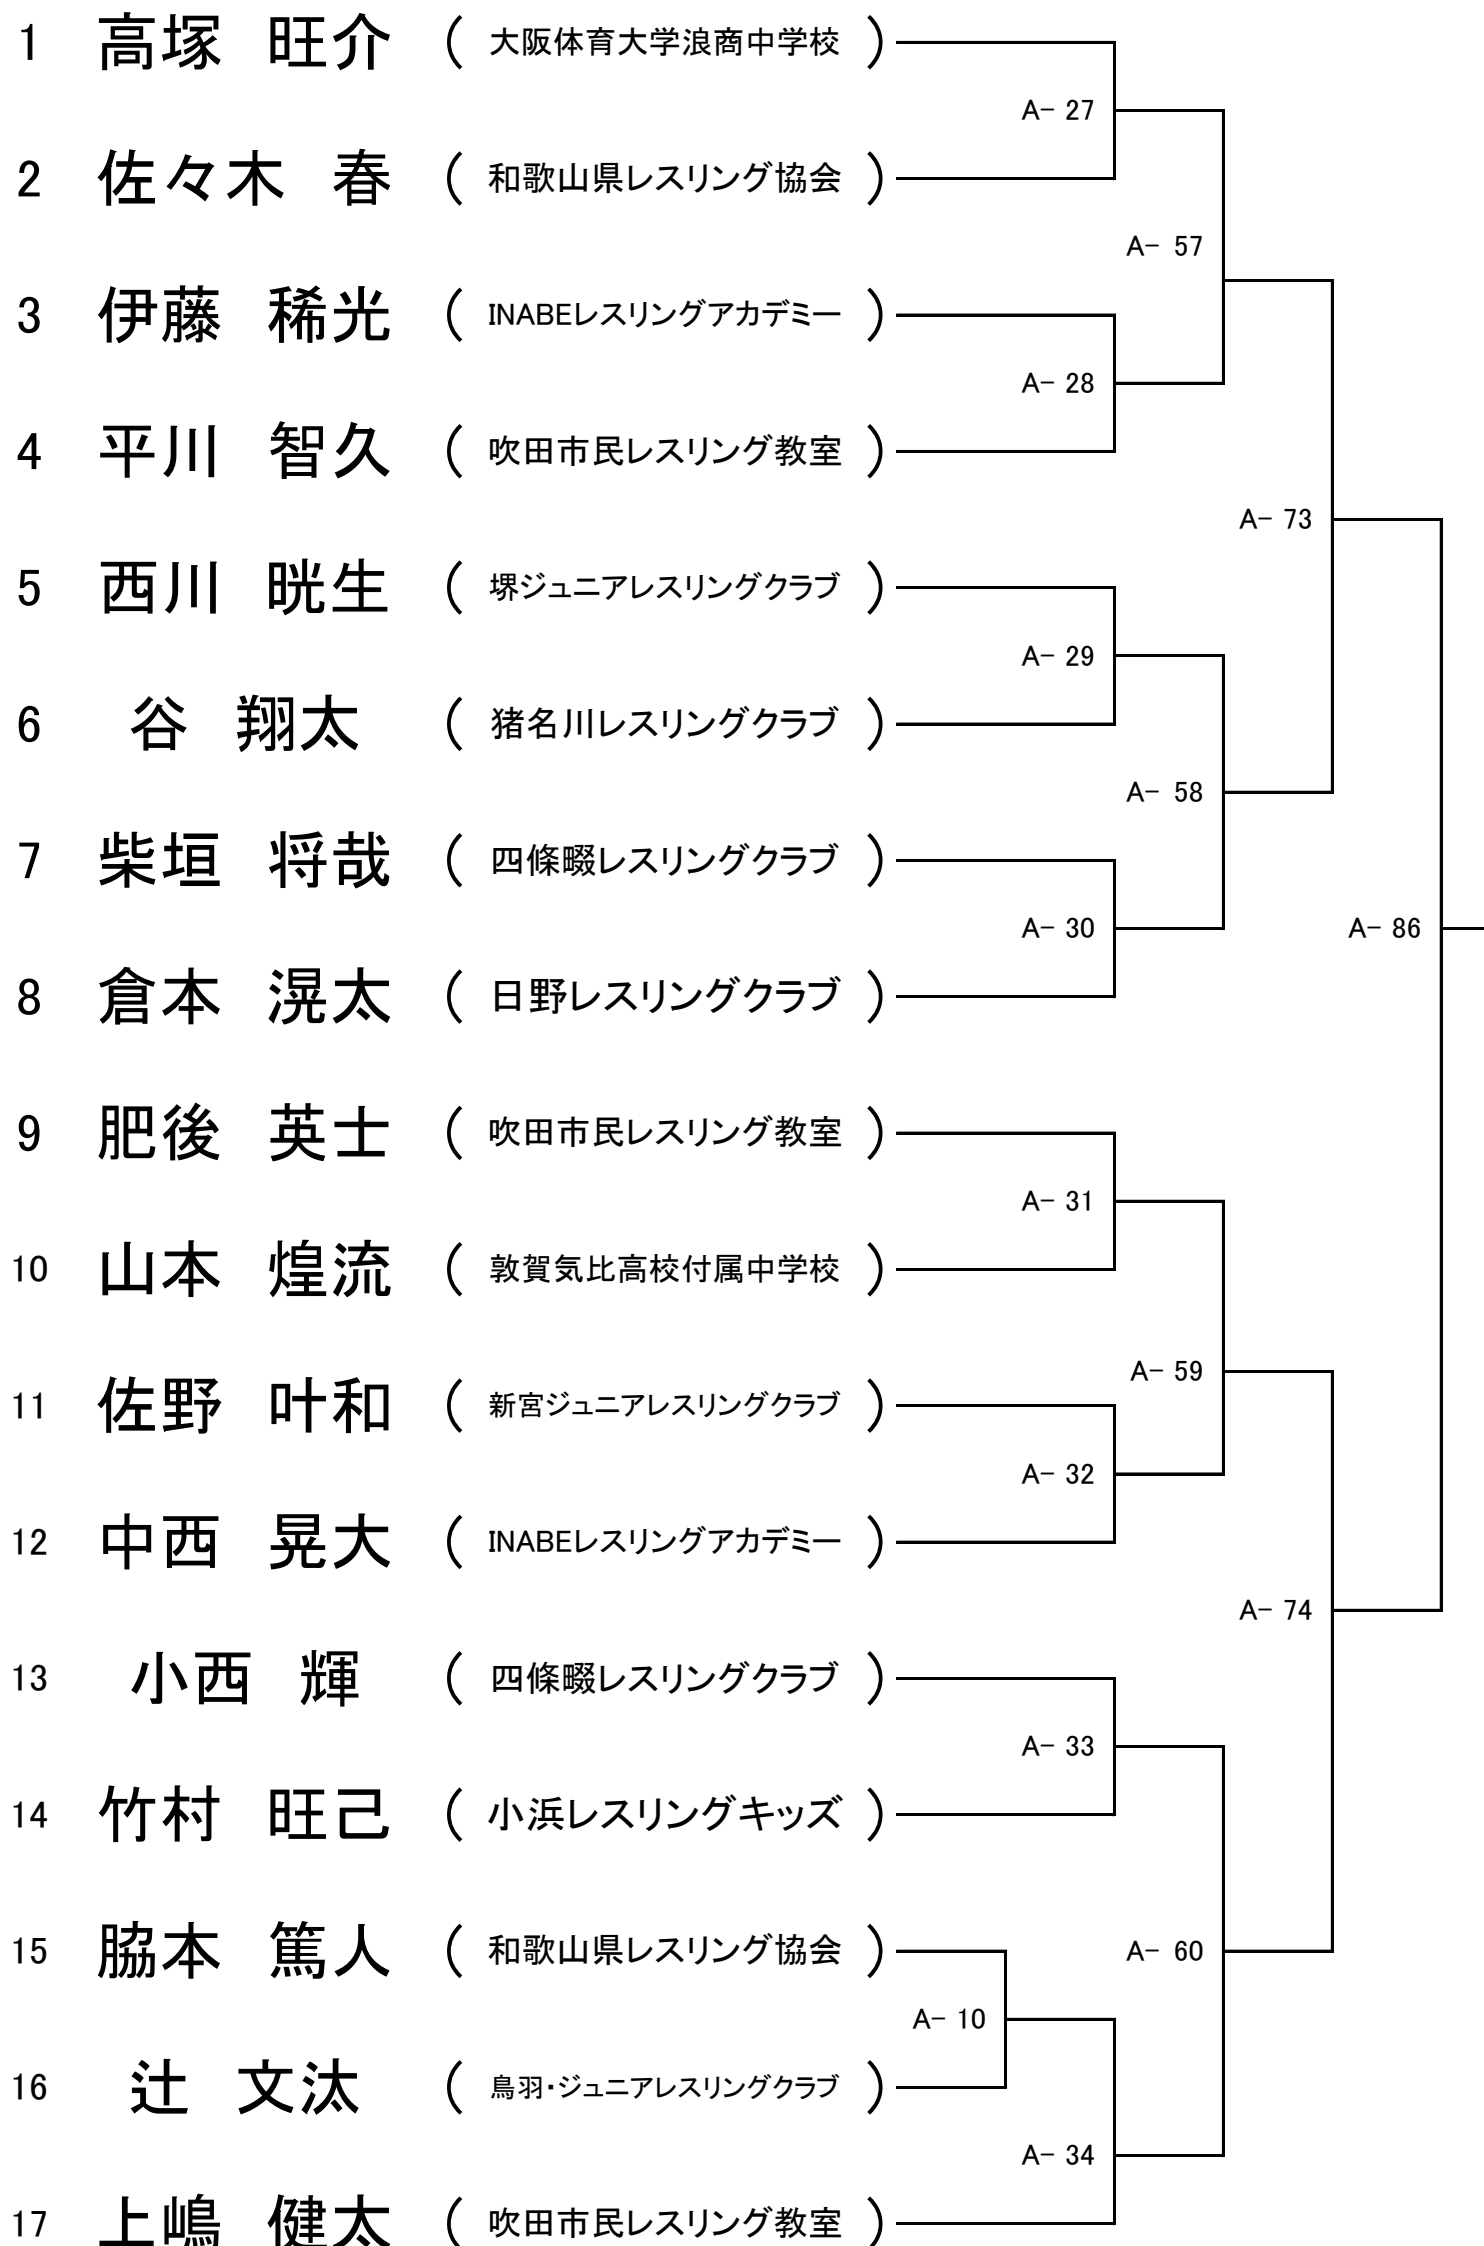 1 高塚 旺介 ( 大阪体育大学浪商中学校 )
A- 27
2 佐々木 春 ( 和歌山県レスリング協会 )
A- 57
3 伊藤 稀光 ( INABEレスリングアカデミー )
A- 28
4 平川 智久 ( 吹田市民レスリング教室 )
A- 73
5 西川 晄生 ( 堺ジュニアレスリングクラブ )
A- 29
6 谷 翔太 ( 猪名川レスリングクラブ )
A- 58
7 柴垣 将哉 ( 四條畷レスリングクラブ )
A- 30 A- 86
8 倉本 滉太 ( 日野レスリングクラブ )
9 肥後 英士 ( 吹田市民レスリング教室 )
A- 31
10 山本 煌流 ( 敦賀気比高校付属中学校 )
A- 59
11 佐野 叶和 ( 新宮ジュニアレスリングクラブ )
A- 32
12 中西 晃大 ( INABEレスリングアカデミー )
A- 74
13 小西 輝 ( 四條畷レスリングクラブ )
A- 33
14 竹村 旺己 ( 小浜レスリングキッズ )
15 脇本 篤人 ( 和歌山県レスリング協会 ) A- 60
A- 10
16 辻 文汰 ( 鳥羽・ジュニアレスリングクラブ )
A- 34
17 上嶋 健太 ( 吹田市民レスリング教室 )